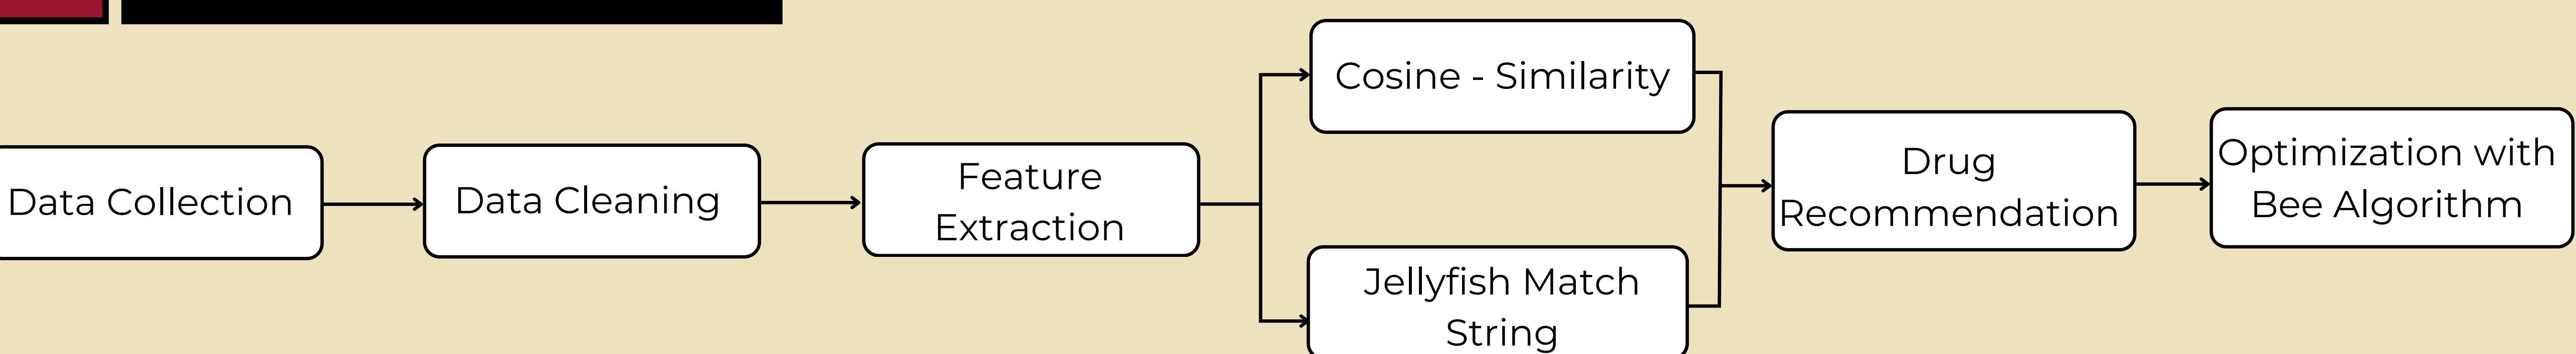 Data Collection
Data Cleaning
Feature
Extraction
Cosine - Similarity
Jellyfish Match
String
Drug
Recommendation
Optimization with
Bee Algorithm